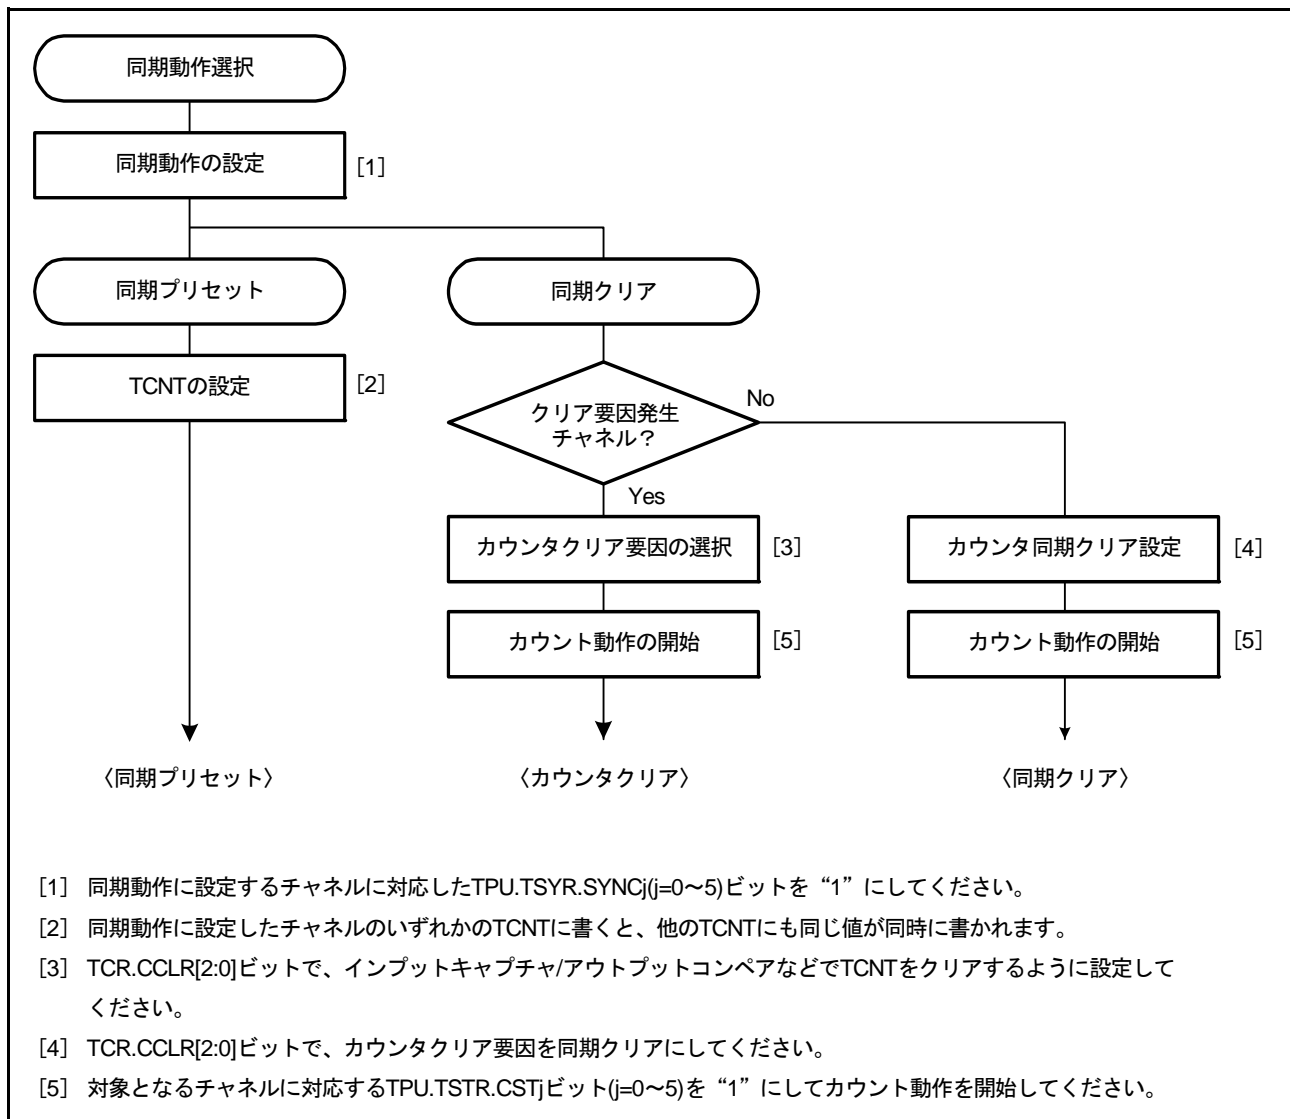 同期動作選択
同期動作の設定 [1]
同期プリセット
同期クリア
TCNTの設定 [2]
クリア要因発生
チャネル？
No
Yes
カウンタクリア要因の選択 [3]
カウンタ同期クリア設定 [4]
カウント動作の開始 [5]
カウント動作の開始 [5]
〈同期プリセット〉
〈カウンタクリア〉
〈同期クリア〉
[1] 同期動作に設定するチャネルに対応したTPU.TSYR.SYNCj(j=0～5)ビットを“1”にしてください。
[2] 同期動作に設定したチャネルのいずれかのTCNTに書くと、他のTCNTにも同じ値が同時に書かれます。
[3] TCR.CCLR[2:0]ビットで、インプットキャプチャ/アウトプットコンペアなどでTCNTをクリアするように設定して
ください。
[4] TCR.CCLR[2:0]ビットで、カウンタクリア要因を同期クリアにしてください。
[5] 対象となるチャネルに対応するTPU.TSTR.CSTjビット(j=0～5)を“1”にしてカウント動作を開始してください。